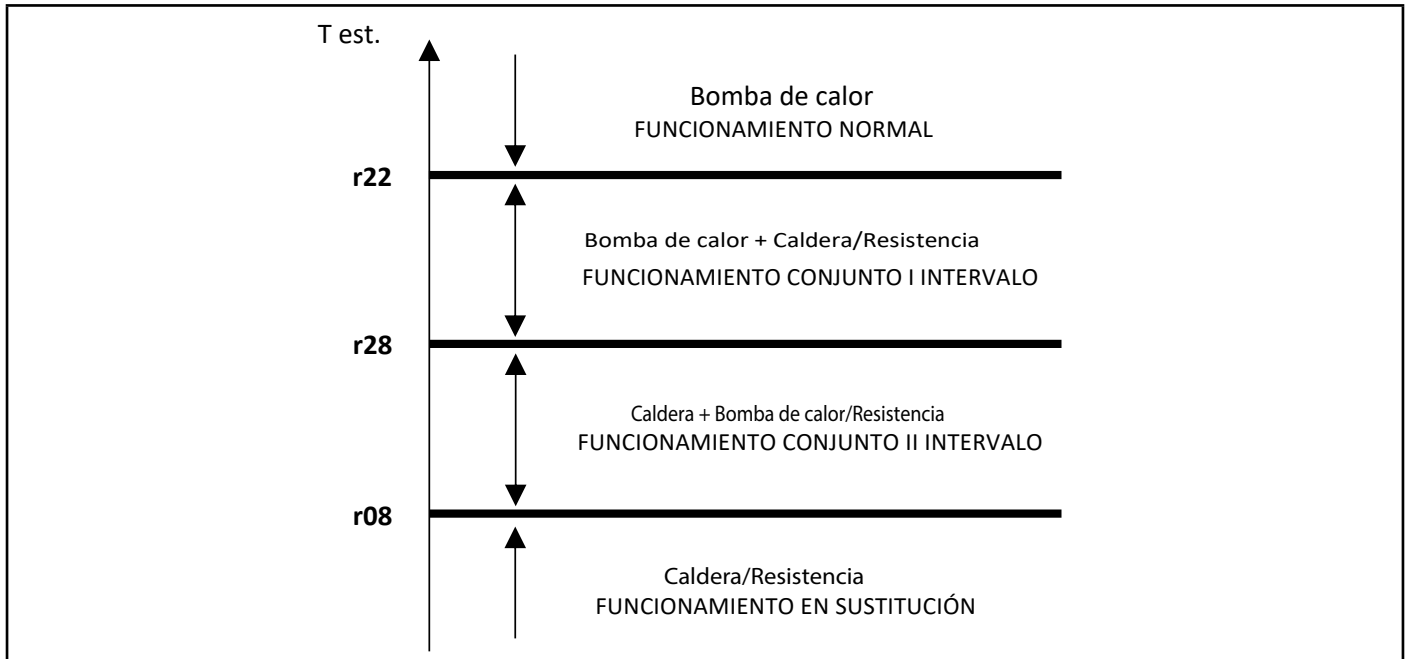 T est.
Bomba de calor
FUNCIONAMIENTO NORMAL
r22
Bomba de calor + Caldera/Resistencia
FUNCIONAMIENTO CONJUNTO I INTERVALO
r28
Caldera + Bomba de calor/Resistencia
FUNCIONAMIENTO CONJUNTO II INTERVALO
r08
Caldera/Resistencia
FUNCIONAMIENTO EN SUSTITUCIÓN